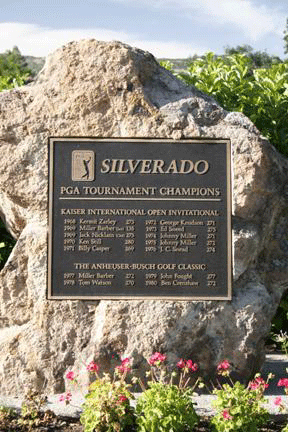 SILVERADO
PGA TOURNAMENT CHAMPIONS
KAISER INTERNATIONAL OPEN INVITATIONAL
1968 Kermit Zarley 273 1972 George Knudson 271
1969 Miller Barber 135 1973 Ed Sneed 275
1969 Jack Nicklaus 273 1974 Johnny Miller 271
1970 Ken Still 280 1975 Johnny Miller 272
1971 Billy Casper 269 1976 J. C. Snead 274
THE ANHEUSER-BUSCH GOLF CLASSIC
1977 Miller Barber 272 1979 John Fought 277
1978 Tom Watson 270 1980 Ben Crenshaw 272